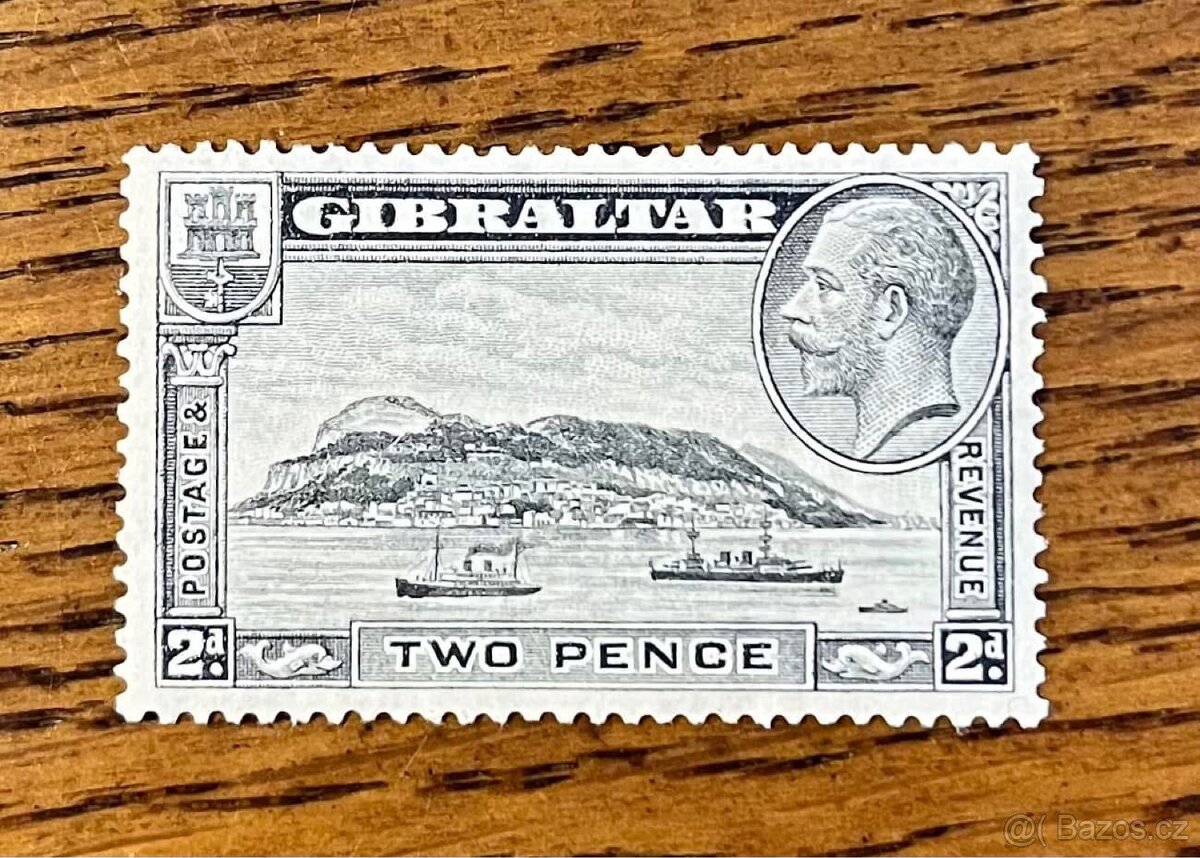 GIBRALTAR
POSTAGE &
REVENUE
2d.
TWO PENCE
2d.
@( Bazos.cz